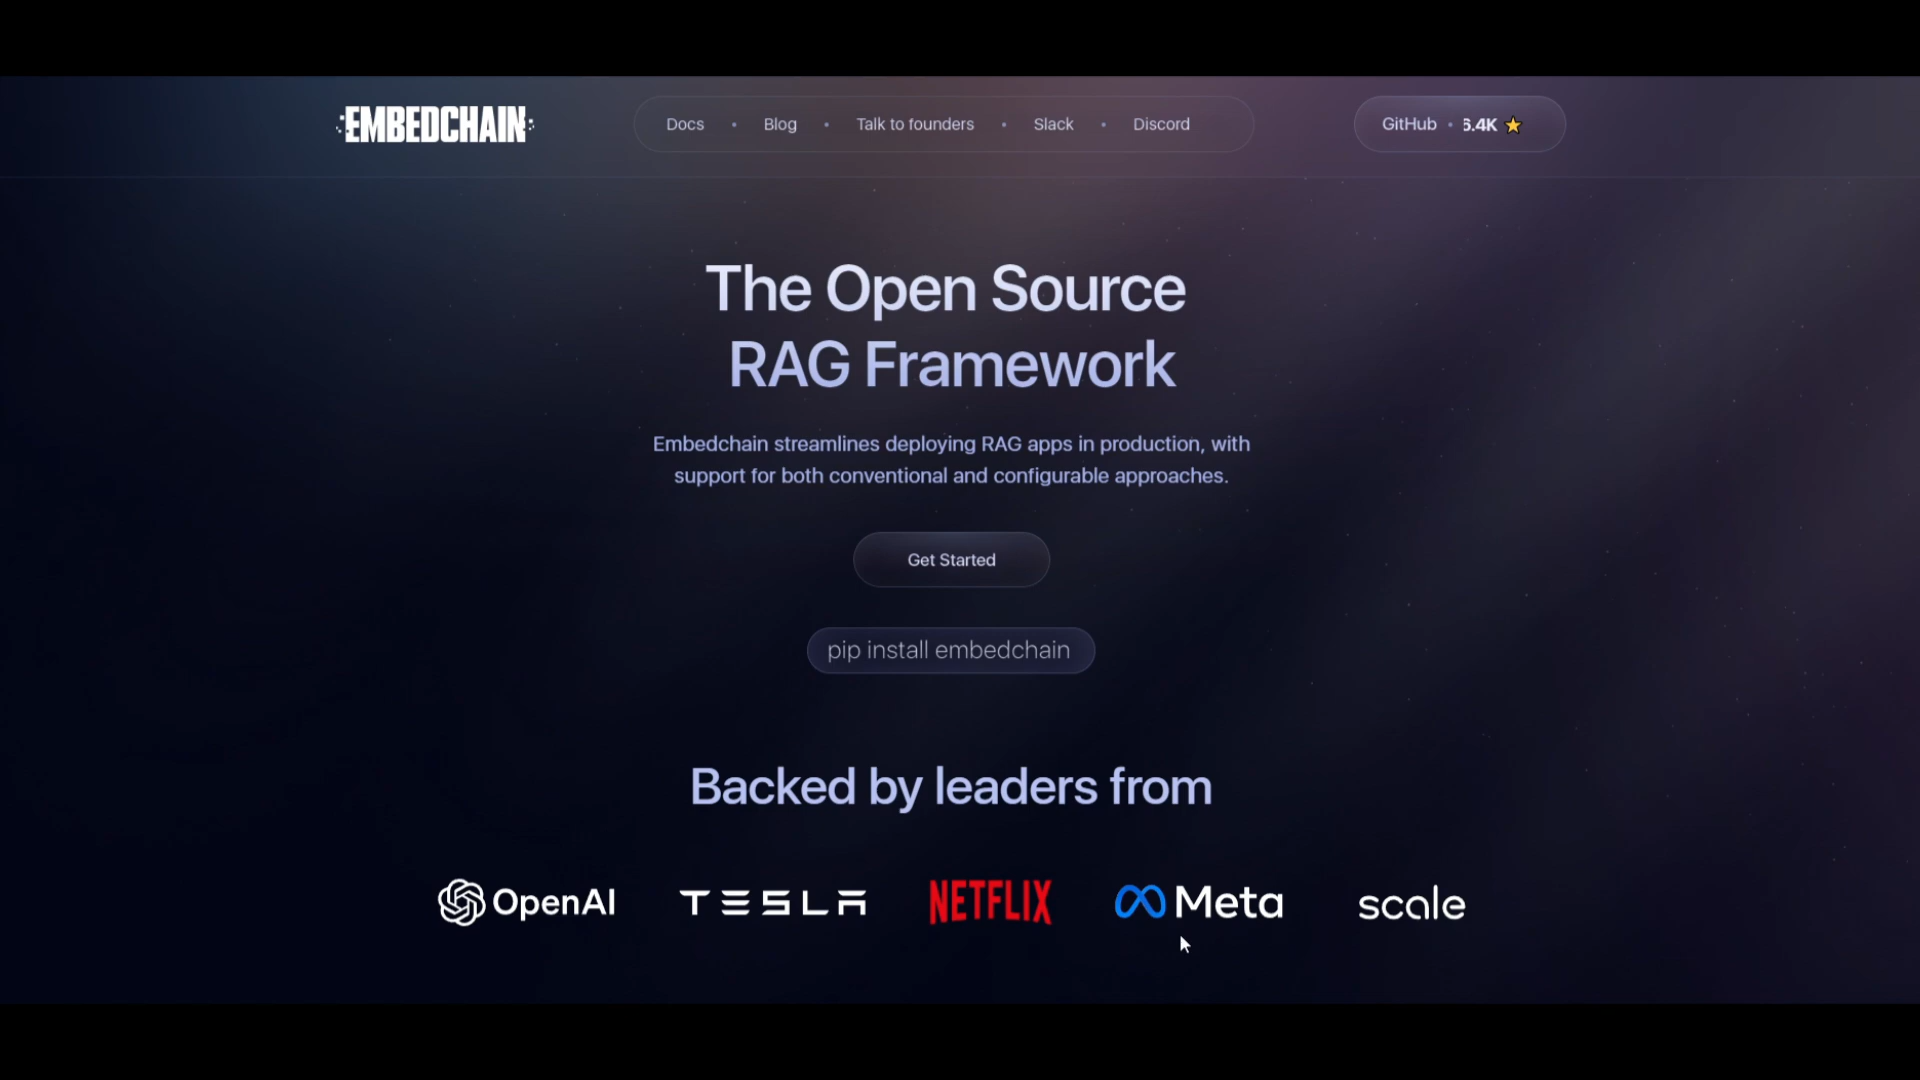 EMBEDCHAIN
Docs • Blog • Talk to founders • Slack • Discord
GitHub • 6.4K
The Open Source
RAG Framework
Embedchain streamlines deploying RAG apps in production, with
support for both conventional and configurable approaches.
Get Started
pip install embedchain
Backed by leaders from
OpenAI TESLA NETFLIX Meta scale